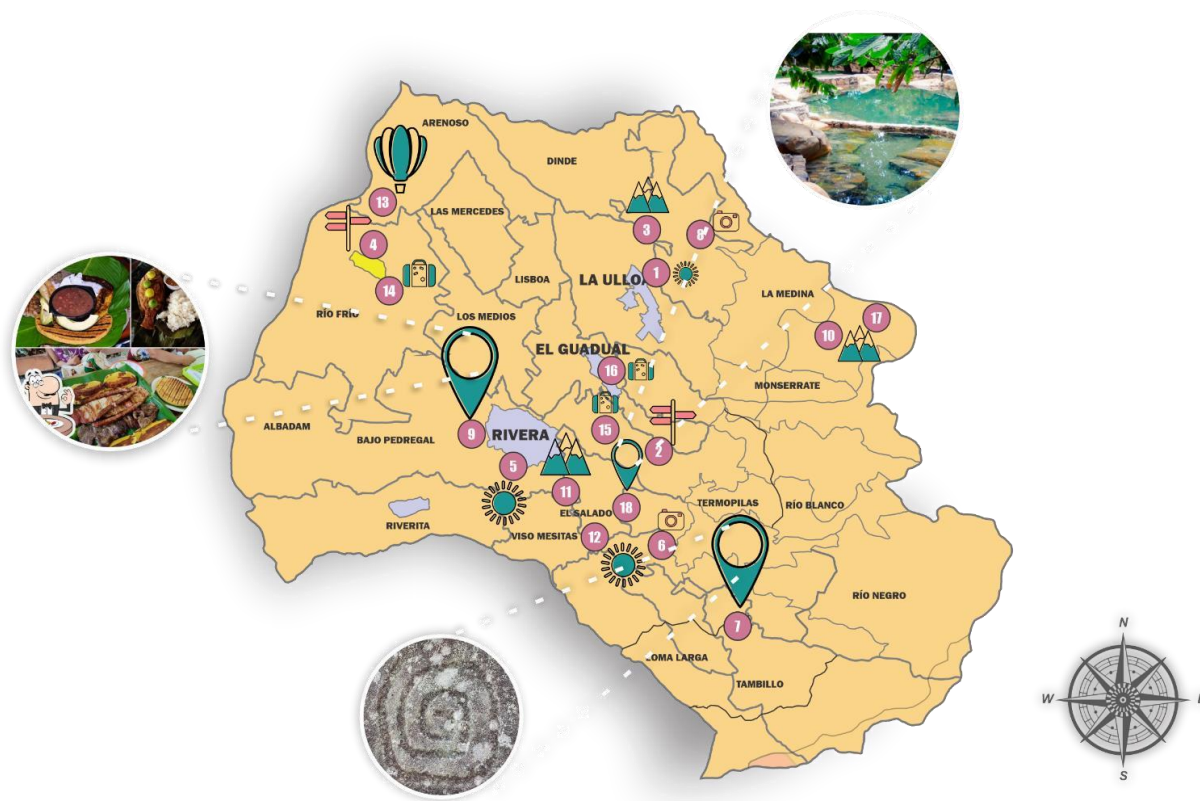 ARENOSO
DINDE
13
LAS MERCEDES
3
8
4
1
LISBOA
LA ULLOA
14
LA MEDINA
RÍO FRIO
LOS MEDIOS
17
10
EL GUADUAL
16
MONSERRATE
ALBADAM
BAJO PEDREGAL
9
RIVERA
15
2
5
11
TERMOPILAS
RÍO BLANCO
RIVERITA
EL SALADO
18
VISO MESITAS
12
6
RÍO NEGRO
7
LOMA LARGA
TAMBILLO
N
W
E
S